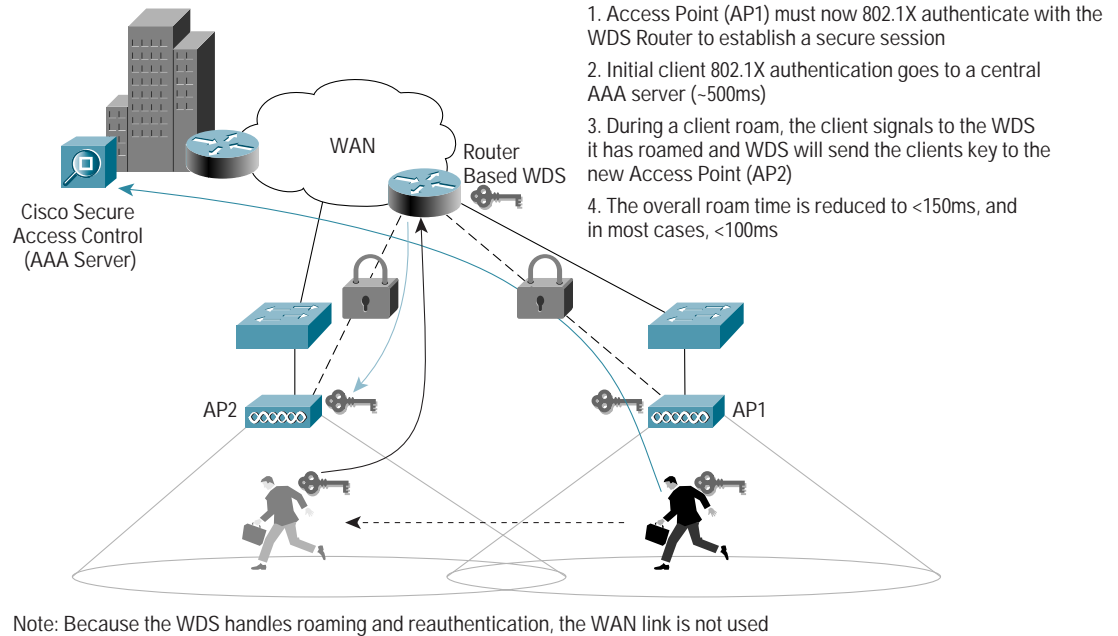 1. Access Point (AP1) must now 802.1X authenticate with the
WDS Router to establish a secure session
2. Initial client 802.1X authentication goes to a central
AAA server (~500ms)
3. During a client roam, the client signals to the WDS
it has roamed and WDS will send the clients key to the
new Access Point (AP2)
4. The overall roam time is reduced to <150ms, and
in most cases, <100ms
WAN
Router
Based WDS
Cisco Secure
Access Control
(AAA Server)
AP2
AP1
Note: Because the WDS handles roaming and reauthentication, the WAN link is not used